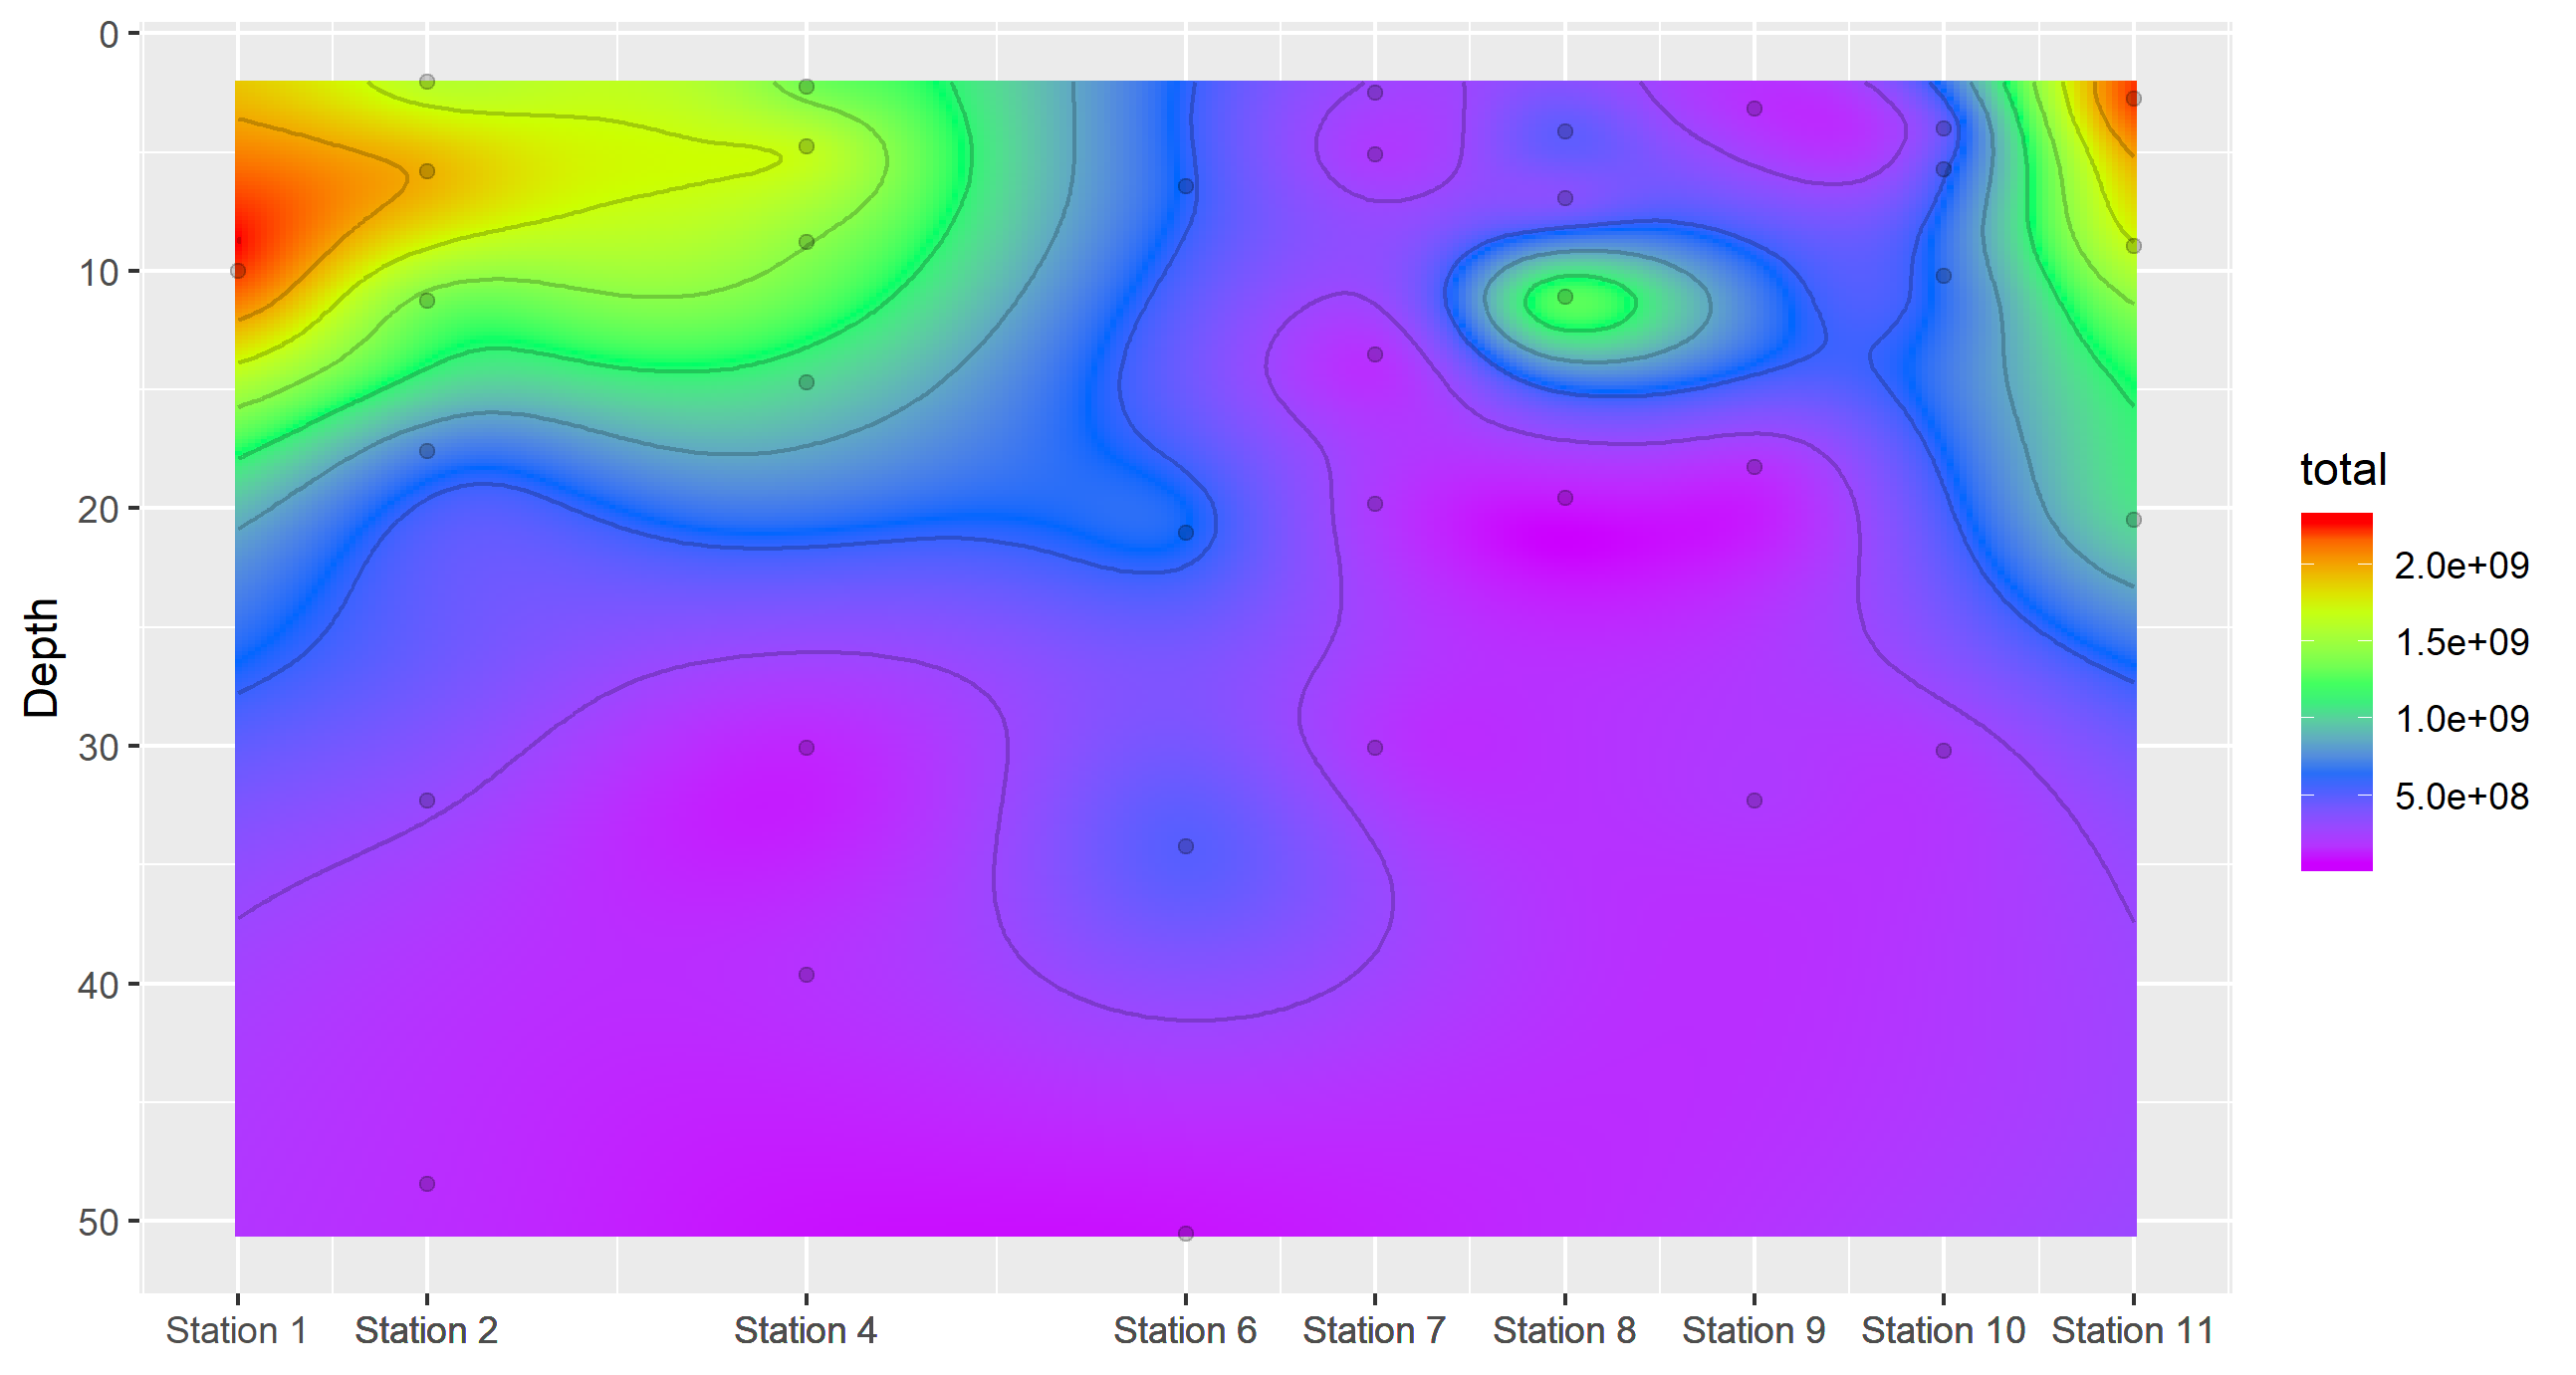 0
10
20
30
40
50
Depth
Station 1
Station 2
Station 4
Station 6
Station 7
Station 8
Station 9
Station 10
Station 11
total
2.0e+09
1.5e+09
1.0e+09
5.0e+08